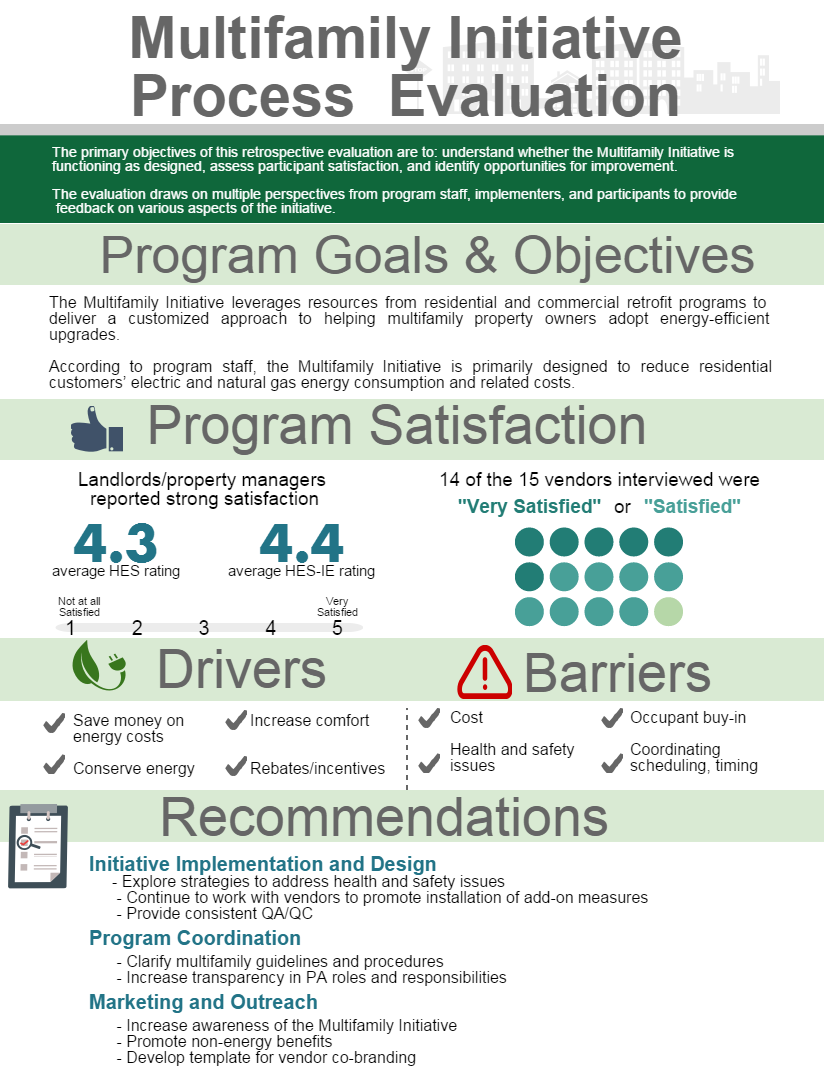 Multifamily Initiative
Process Evaluation
The primary objectives of this retrospective evaluation are to: understand whether the Multifamily Initiative is
functioning as designed, assess participant satisfaction, and identify opportunities for improvement.
The evaluation draws on multiple perspectives from program staff, implementers, and participants to provide
feedback on various aspects of the initiative.
Program Goals & Objectives
The Multifamily Initiative leverages resources from residential and commercial retrofit programs to
deliver a customized approach to helping multifamily property owners adopt energy-efficient
upgrades.
According to program staff, the Multifamily Initiative is primarily designed to reduce residential
customers’ electric and natural gas energy consumption and related costs.
Program Satisfaction
Landlords/property managers
reported strong satisfaction
4.3 4.4
average HES rating average HES-IE rating
Not at all Very
Satisfied Satisfied
1 2 3 4 5
14 of the 15 vendors interviewed were
"Very Satisfied" or "Satisfied"
Drivers
Save money on
energy costs
Increase comfort
Conserve energy
Rebates/incentives
Barriers
Cost
Occupant buy-in
Health and safety
issues
Coordinating
scheduling, timing
Recommendations
Initiative Implementation and Design
- Explore strategies to address health and safety issues
- Continue to work with vendors to promote installation of add-on measures
- Provide consistent QA/QC
Program Coordination
- Clarify multifamily guidelines and procedures
- Increase transparency in PA roles and responsibilities
Marketing and Outreach
- Increase awareness of the Multifamily Initiative
- Promote non-energy benefits
- Develop template for vendor co-branding